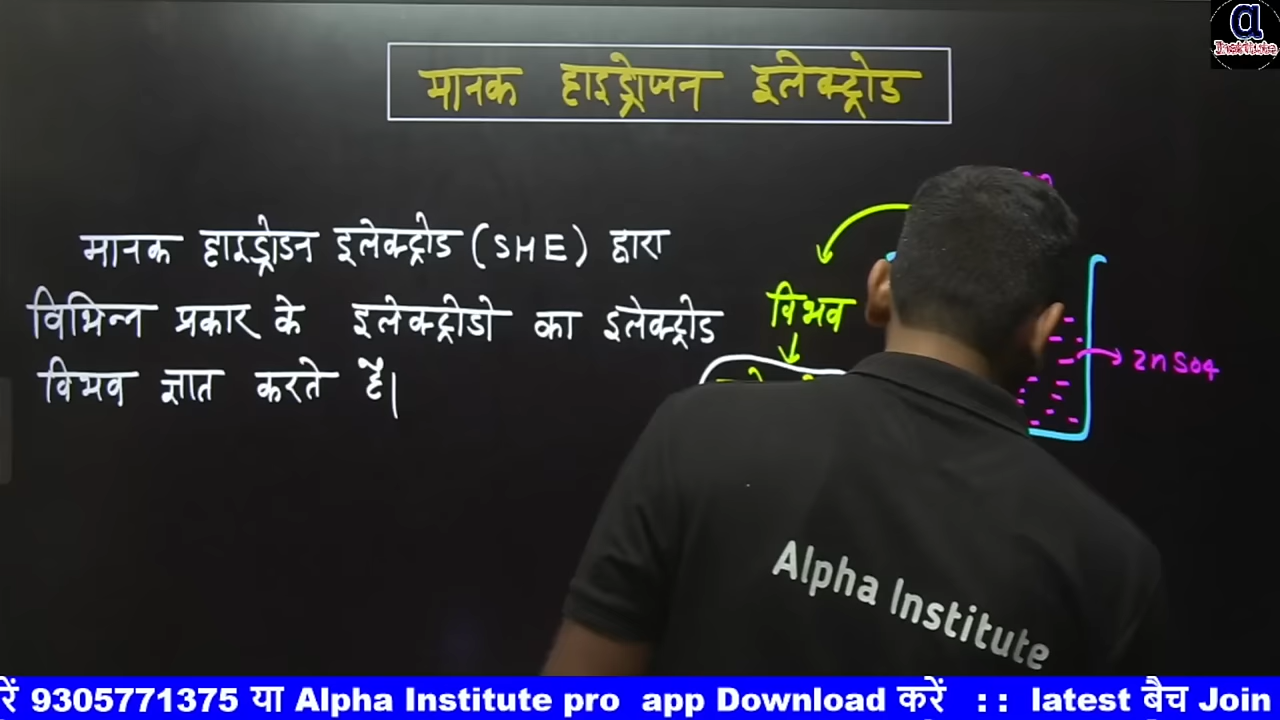 α
Institute
मानक हाइड्रोजन इलेक्ट्रोड
मानक हाइड्रोजन इलेक्ट्रोड (SHE) द्वारा
विभिन्न प्रकार के इलेक्ट्रोडो का इलेक्ट्रोड
विभव ज्ञात करते है।
विभव
ZnSO4
Alpha Institute
रें 9305771375 या Alpha Institute pro app Download करें :: latest बैच Join